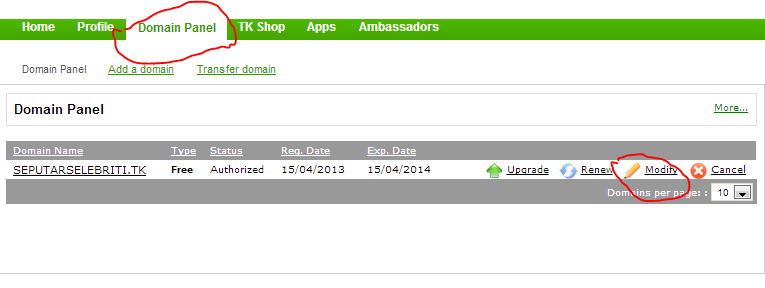 Home Profile Domain Panel TK Shop Apps Ambassadors
Domain Panel Add a domain Transfer domain
Domain Panel More...
Domain Name Type Status Reg. Date Exp. Date
SEPUTARSELEBRITI.TK Free Authorized 15/04/2013 15/04/2014 Upgrade Renew Modify Cancel
Domains per page: : 10